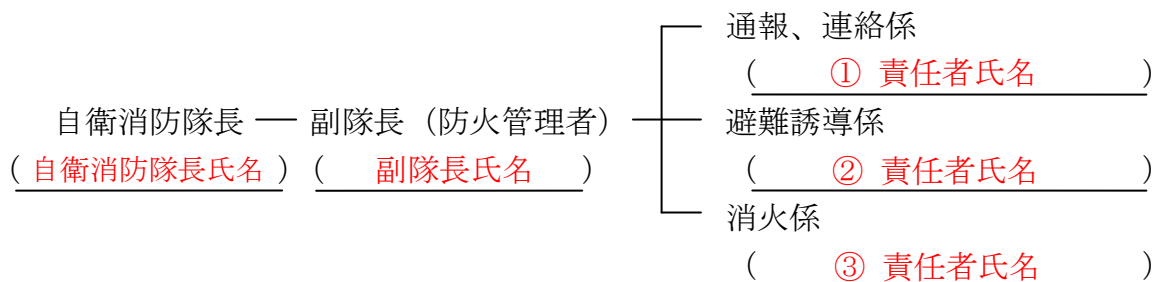 通報、連絡係
( ① 責任者氏名 )
自衛消防隊長 副隊長（防火管理者） 避難誘導係
( 自衛消防隊長氏名 ) ( 副隊長氏名 ) ( ② 責任者氏名 )
消火係
( ③ 責任者氏名 )